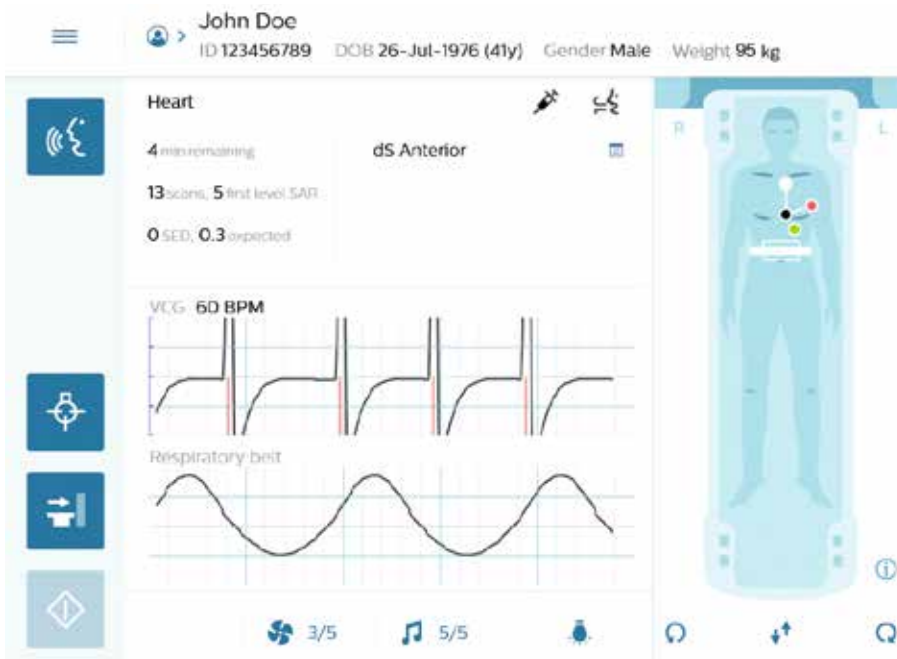 John Doe
ID 123456789 DOB 26-Jul-1976 (41y) Gender Male Weight 95 kg
Heart
4 min remaining dS Anterior
13 scans, 5 first level SAR
0 SED, 0.3 expected
R L
VCG 60 BPM
Respiratory belt
3/5 5/5